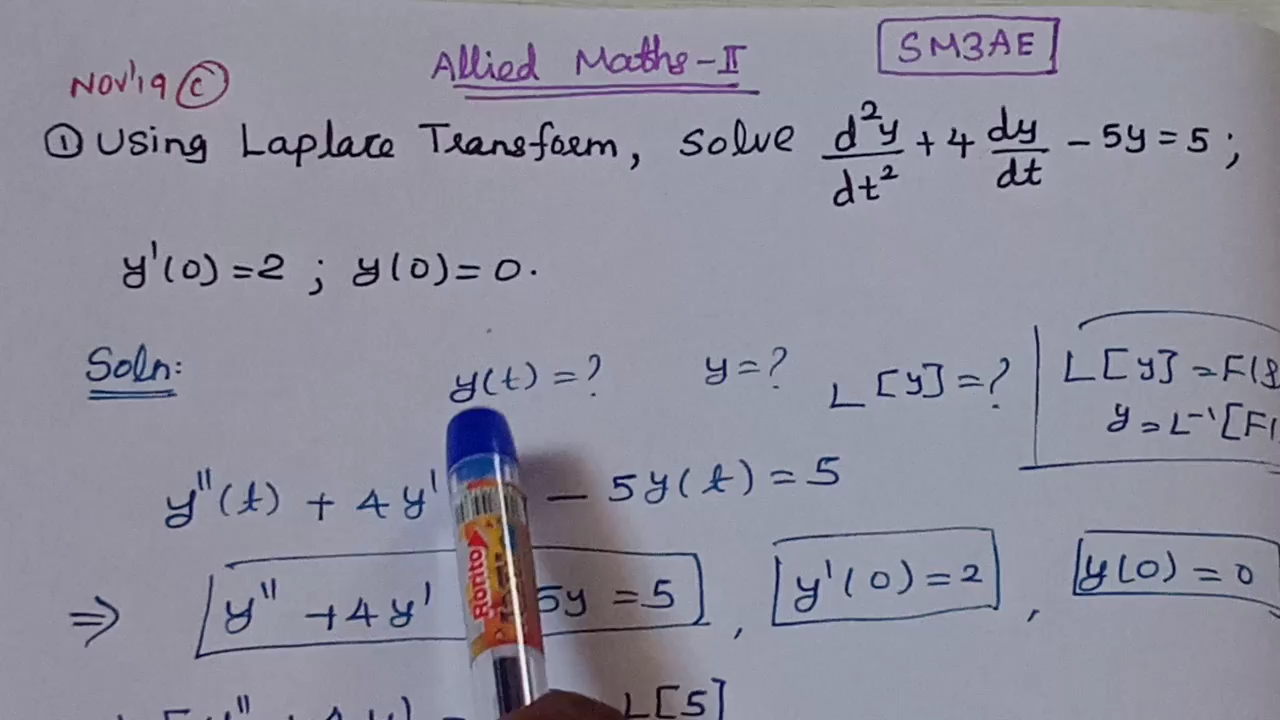 Allied Maths-II
SM3AE
Nov'19 (C)
① Using Laplace Transform, solve d²y/dt² + 4 dy/dt - 5y = 5 ;
y'(0) = 2 ; y(0) = 0.
Soln:
y(t) = ? y = ? L[y] = ?
L[y] = F(S
y = L⁻¹[F(
y''(t) + 4y' - 5y(t) = 5
⇒ y'' + 4y' 5y = 5 , y'(0) = 2 , y(0) = 0
L[5]
Rorito